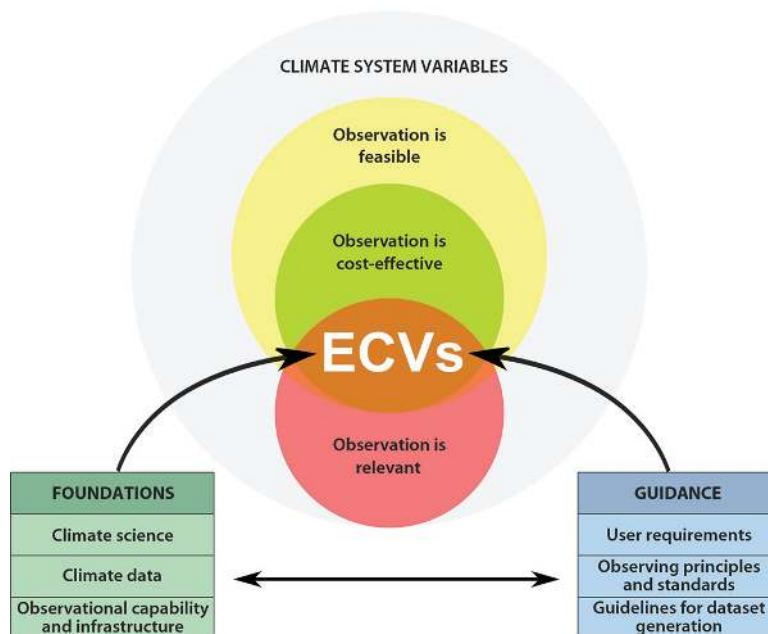 CLIMATE SYSTEM VARIABLES
Observation is
feasible
Observation is
cost-effective
ECVs
Observation is
relevant
FOUNDATIONS
Climate science
Climate data
Observational capability
and infrastructure
GUIDANCE
User requirements
Observing principles
and standards
Guidelines for dataset
generation